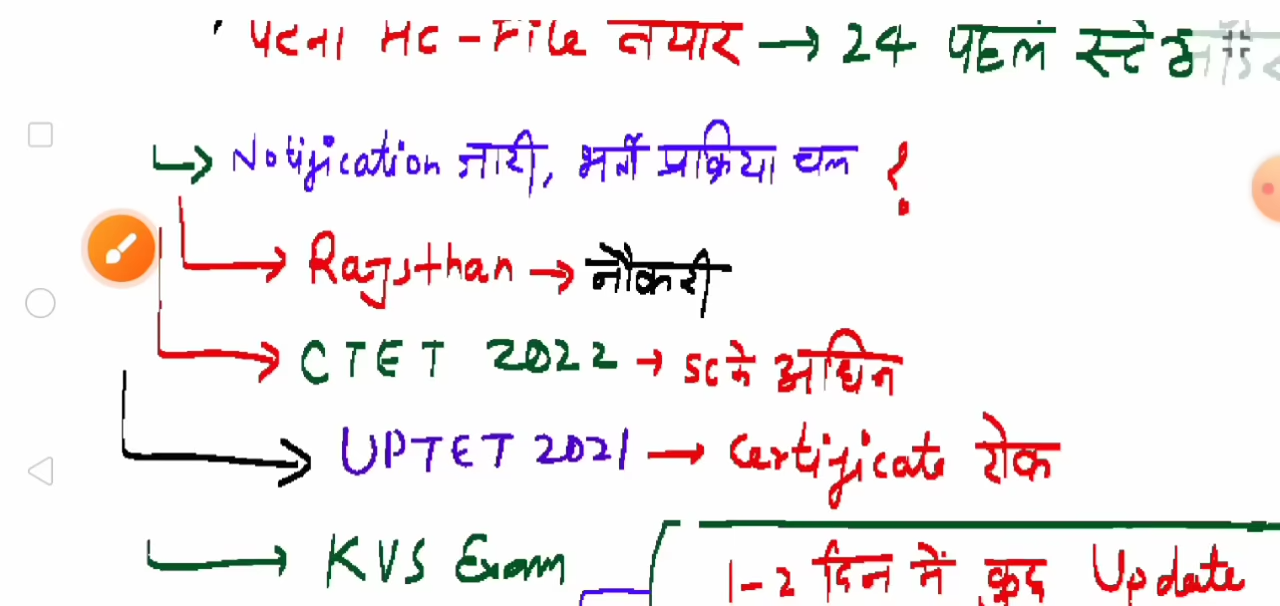 पटना HC - File तयार → 24 पहल स्टेज
↳ Notification जारी, भर्ती प्रक्रिया चल ?
→ Rajsthan → नौकरी
→ CTET 2022 → SC के अधिन
→ UPTET 2021 → Certificate रोक
→ KVS Exam
1-2 दिन में कुछ Update